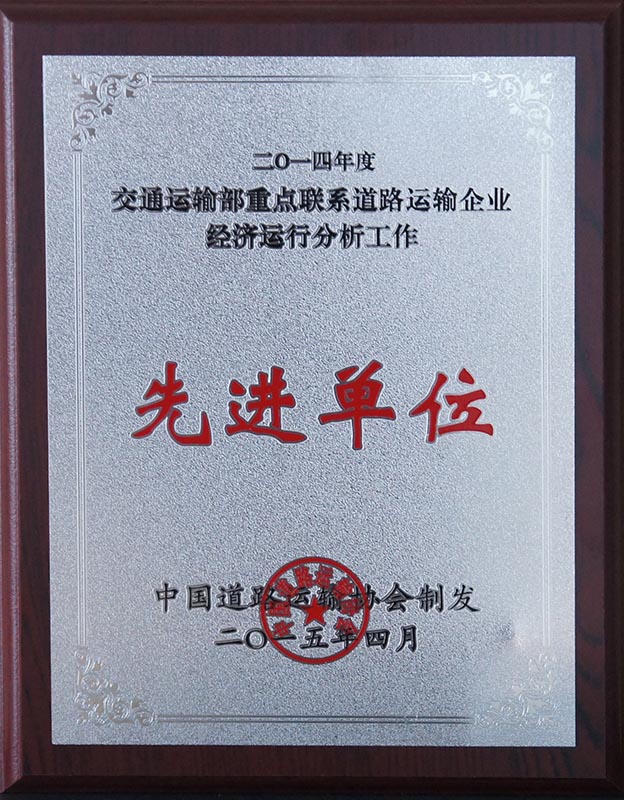 二〇一四年度
交通运输部重点联系道路运输企业
经济运行分析工作
先进单位
中国道路运输协会制发
二〇一五年四月